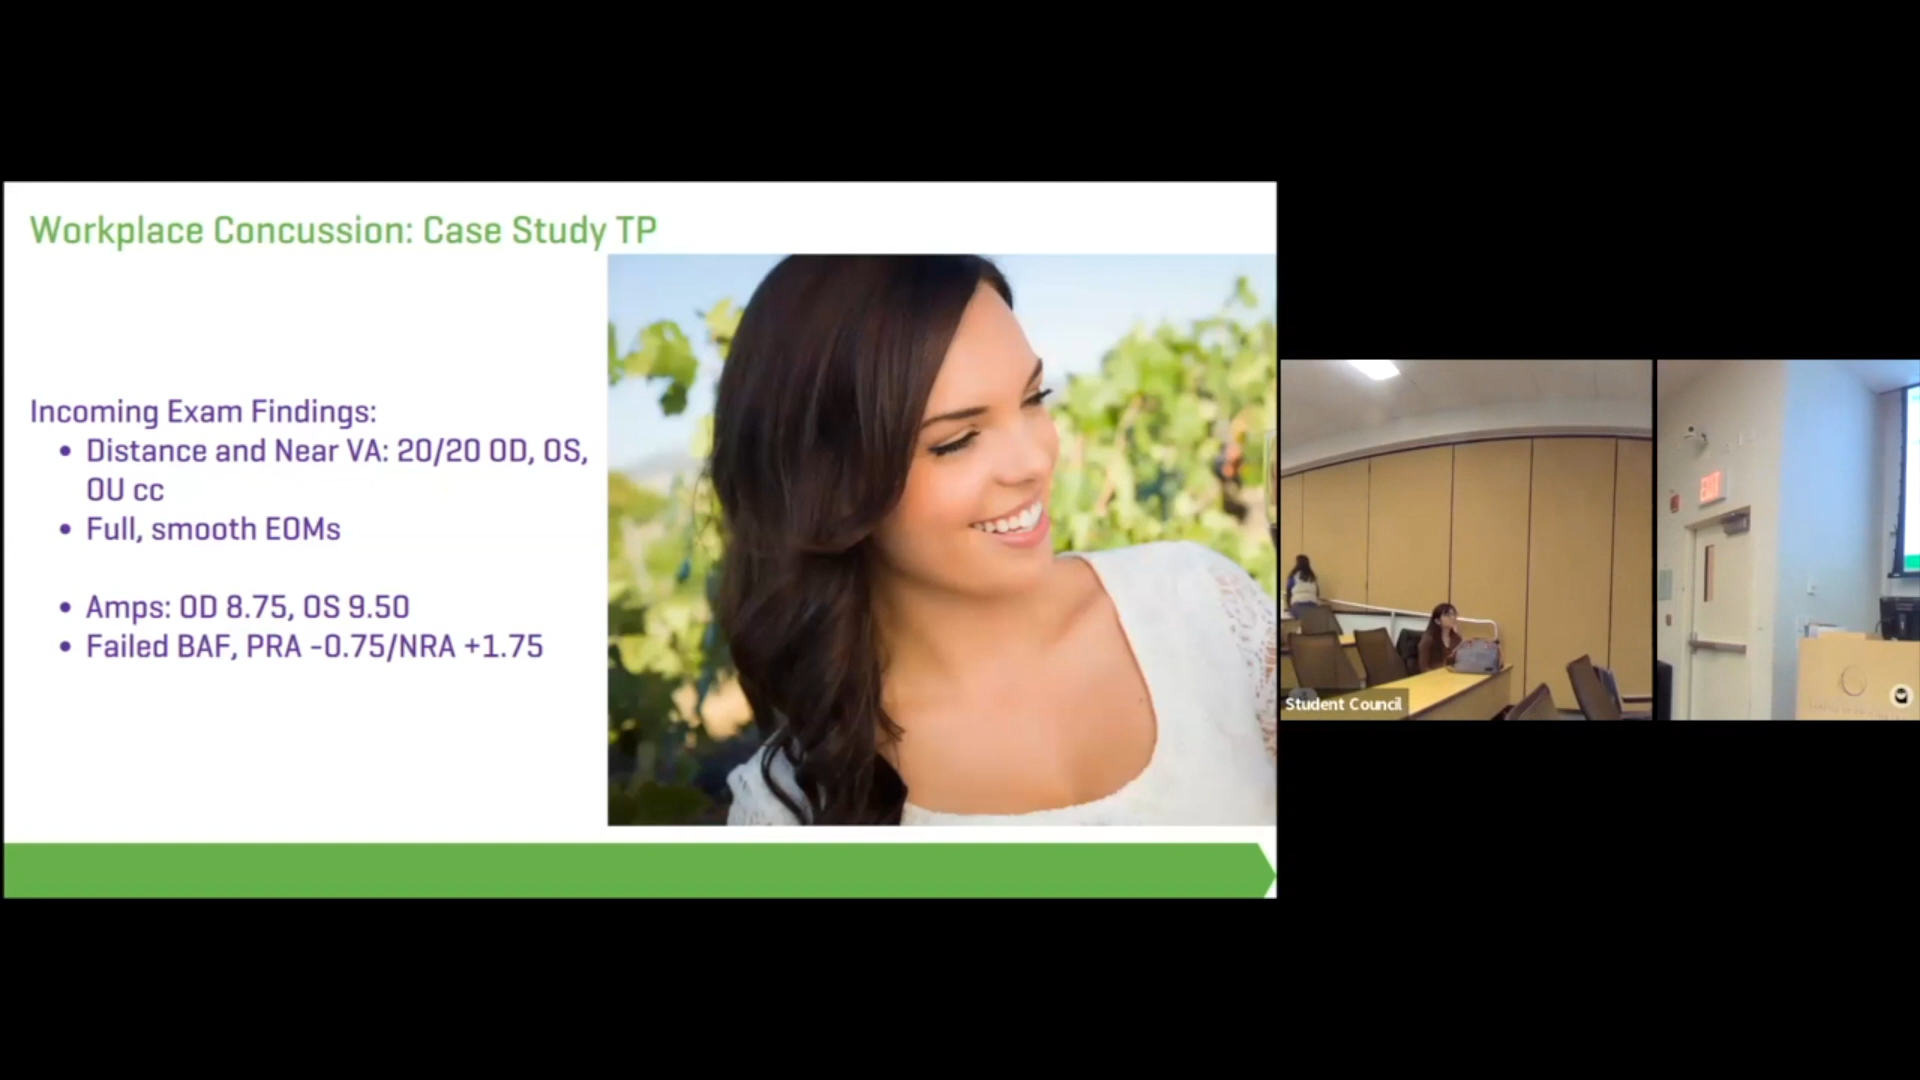 Workplace Concussion: Case Study TP
Incoming Exam Findings:
• Distance and Near VA: 20/20 OD, OS,
OU cc
• Full, smooth EOMs
• Amps: OD 8.75, OS 9.50
• Failed BAF, PRA -0.75/NRA +1.75
EXIT
Student Council